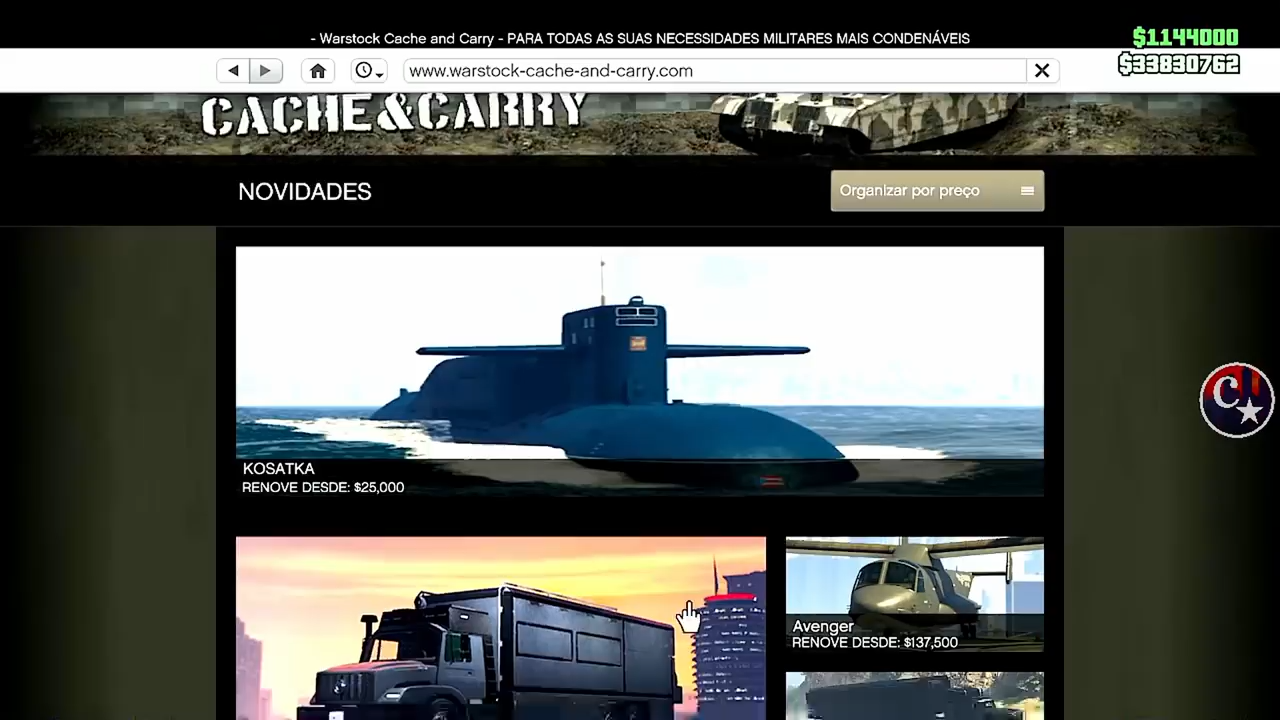 - Warstock Cache and Carry - PARA TODAS AS SUAS NECESSIDADES MILITARES MAIS CONDENÁVEIS
$1144000
www.warstock-cache-and-carry.com
$33830762
CACHE&CARRY
NOVIDADES
Organizar por preço
KOSATKA
RENOVE DESDE: $25,000
Avenger
RENOVE DESDE: $137,500